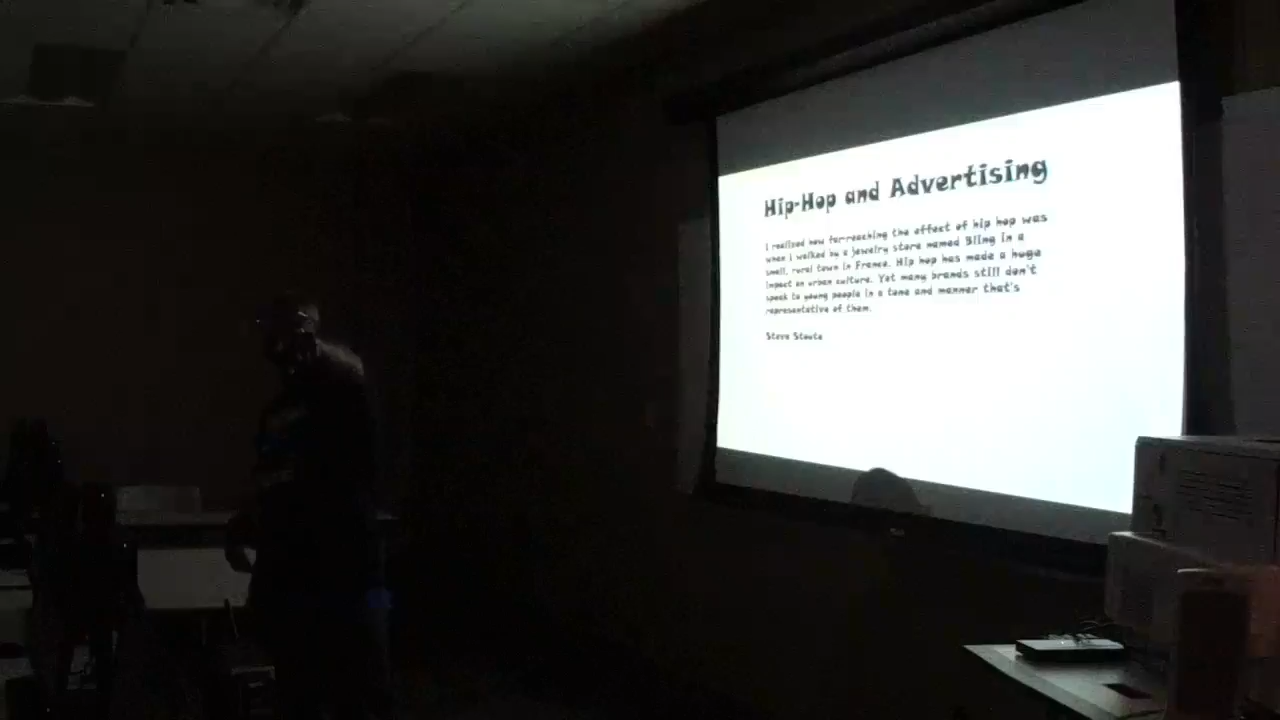 Hip-Hop and Advertising
I realized how far-reaching the effect of hip hop was
when I walked by a jewelry store named Bling in a
small, rural town in France. Hip hop has made a huge
impact on urban culture. Yet many brands still don't
speak to young people in a tone and manner that's
representative of them.
Steve Stoute